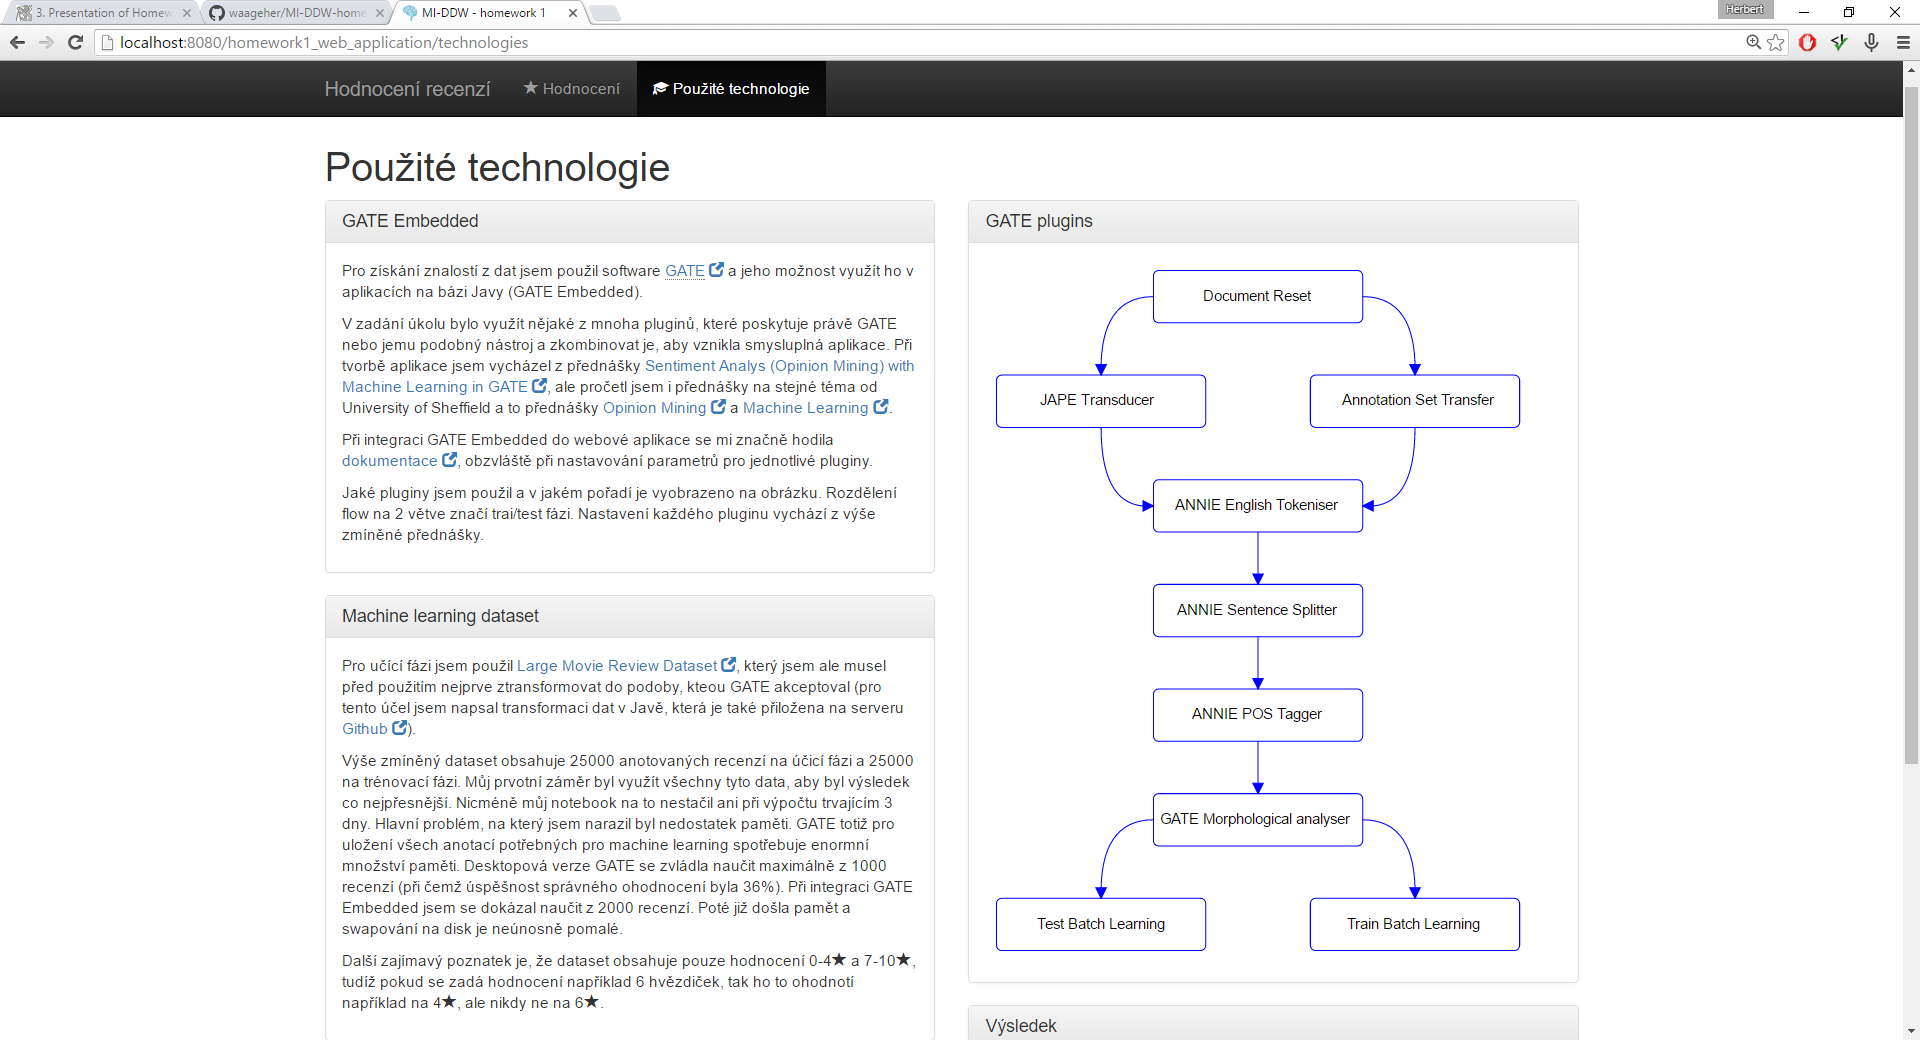 3. Presentation of Homew
waageher/MI-DDW-home
MI-DDW - homework 1
Herbert
localhost:8080/homework1_web_application/technologies
Hodnocení recenzí
Hodnocení
Použité technologie
Použité technologie
GATE Embedded
Pro získání znalostí z dat jsem použil software GATE a jeho možnost využít ho v
aplikacích na bázi Javy (GATE Embedded).
V zadání úkolu bylo využít nějaké z mnoha pluginů, které poskytuje právě GATE
nebo jemu podobný nástroj a zkombinovat je, aby vznikla smysluplná aplikace. Při
tvorbě aplikace jsem vycházel z přednášky Sentiment Analys (Opinion Mining) with
Machine Learning in GATE , ale pročetl jsem i přednášky na stejné téma od
University of Sheffield a to přednášky Opinion Mining a Machine Learning .
Při integraci GATE Embedded do webové aplikace se mi značně hodila
dokumentace , obzvláště při nastavování parametrů pro jednotlivé pluginy.
Jaké pluginy jsem použil a v jakém pořadí je vyobrazeno na obrázku. Rozdělení
flow na 2 větve značí trai/test fázi. Nastavení každého pluginu vychází z výše
zmíněné přednášky.
Machine learning dataset
Pro učící fázi jsem použil Large Movie Review Dataset , který jsem ale musel
před použitím nejprve ztransformovat do podoby, kteou GATE akceptoval (pro
tento účel jsem napsal transformaci dat v Javě, která je také přiložena na serveru
Github ).
Výše zmíněný dataset obsahuje 25000 anotovaných recenzí na účicí fázi a 25000
na trénovací fázi. Můj prvotní záměr byl využít všechny tyto data, aby byl výsledek
co nejpřesnější. Nicméně můj notebook na to nestačil ani při výpočtu trvajícím 3
dny. Hlavní problém, na který jsem narazil byl nedostatek paměti. GATE totiž pro
uložení všech anotací potřebných pro machine learning spotřebuje enormní
množství paměti. Desktopová verze GATE se zvládla naučit maximálně z 1000
recenzí (při čemž úspěšnost správného ohodnocení byla 36%). Při integraci GATE
Embedded jsem se dokázal naučit z 2000 recenzí. Poté již došla pamět a
swapování na disk je neúnosně pomalé.
Další zajímavý poznatek je, že dataset obsahuje pouze hodnocení 0-4★ a 7-10★,
tudíž pokud se zadá hodnocení například 6 hvězdiček, tak ho to ohodnotí
například na 4★, ale nikdy ne na 6★.
GATE plugins
Document Reset
JAPE Transducer
Annotation Set Transfer
ANNIE English Tokeniser
ANNIE Sentence Splitter
ANNIE POS Tagger
GATE Morphological analyser
Test Batch Learning
Train Batch Learning
Výsledek